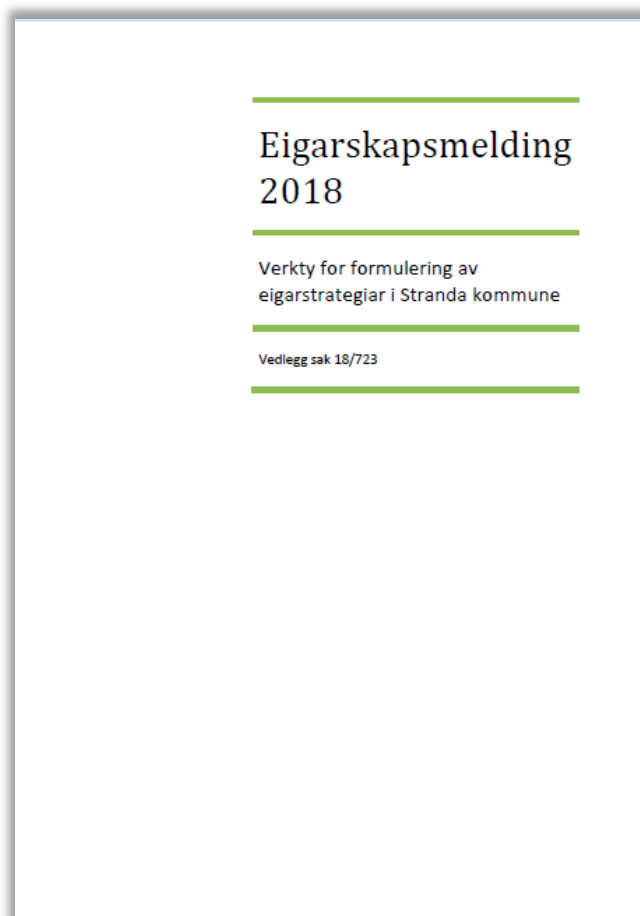 Eigarskapsmelding
2018
Verkty for formulering av
eigarstrategiar i Stranda kommune
Vedlegg sak 18/723